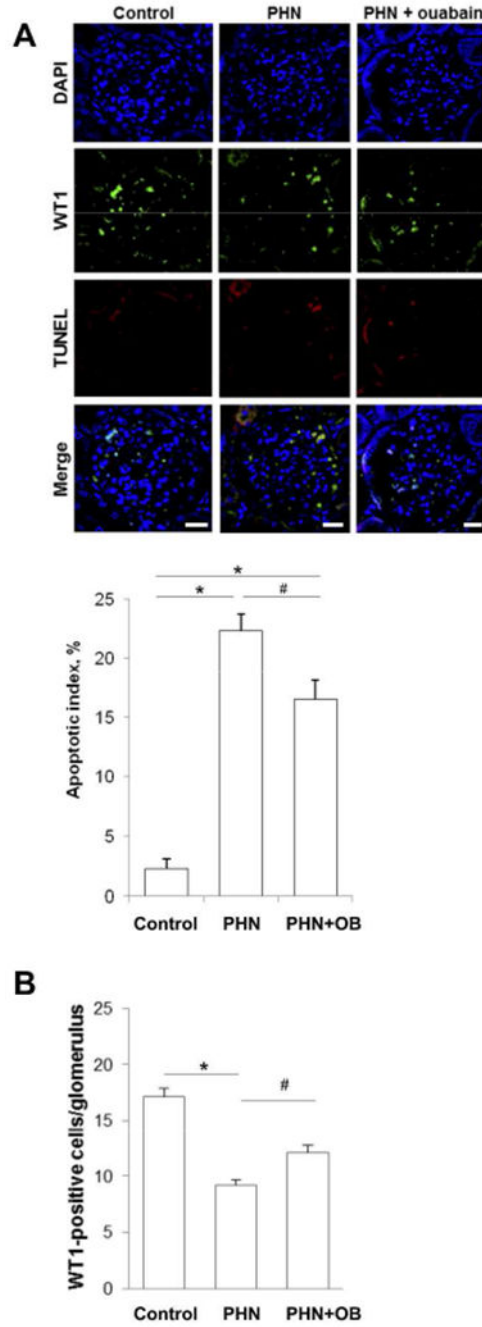 A
Control PHN PHN + ouabain
DAPI
WT1
TUNEL
Merge
* 
* #
Apoptotic index, %
25
20
15
10
5
0
Control PHN PHN+OB
B
WT1-positive cells/glomerulus
25
20
15
10
5
0
* #
Control PHN PHN+OB